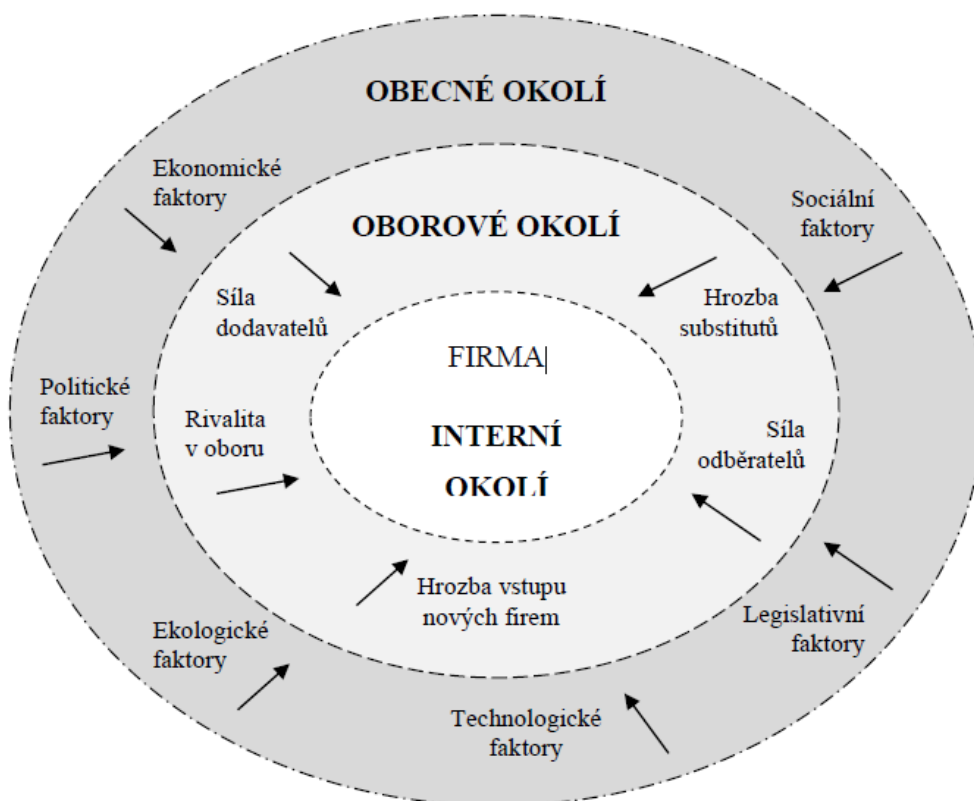 OBECNÉ OKOLÍ
Ekonomické
faktory
Sociální
faktory
OBOROVÉ OKOLÍ
Síla
dodavatelů
Hrozba
substitutů
FIRMA
Politické
faktory
Rivalita
v oboru
INTERNÍ
OKOLÍ
Síla
odběratelů
Hrozba vstupu
nových firem
Ekologické
faktory
Legislativní
faktory
Technologické
faktory